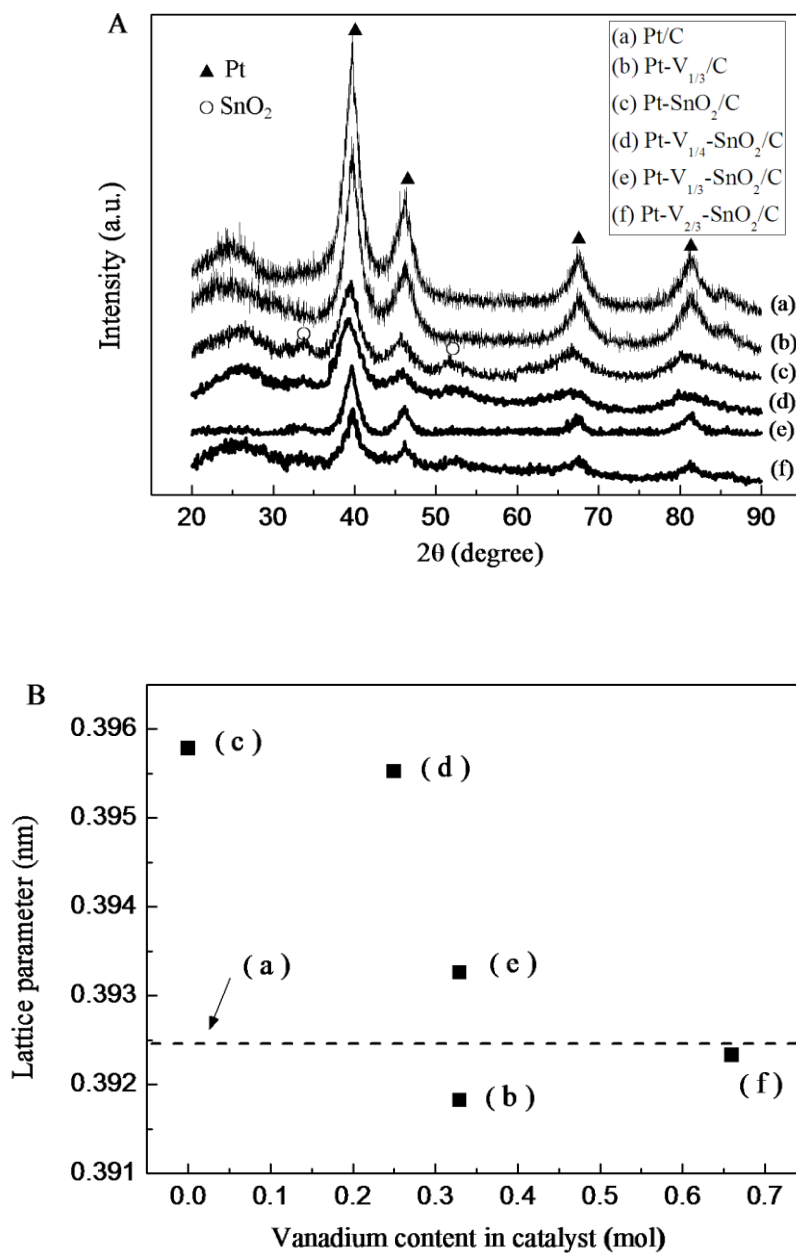 A
▲ Pt
○ SnO2
(a) Pt/C
(b) Pt-V1/3/C
(c) Pt-SnO2/C
(d) Pt-V1/4-SnO2/C
(e) Pt-V1/3-SnO2/C
(f) Pt-V2/3-SnO2/C
Intensity (a.u.)
(a)
(b)
(c)
(d)
(e)
(f)
20 30 40 50 60 70 80 90
2θ (degree)
B
0.396
0.395
0.394
0.393
0.392
0.391
Lattice parameter (nm)
( c )
( d )
( a )
( e )
( b )
( f )
0.0 0.1 0.2 0.3 0.4 0.5 0.6 0.7
Vanadium content in catalyst (mol)